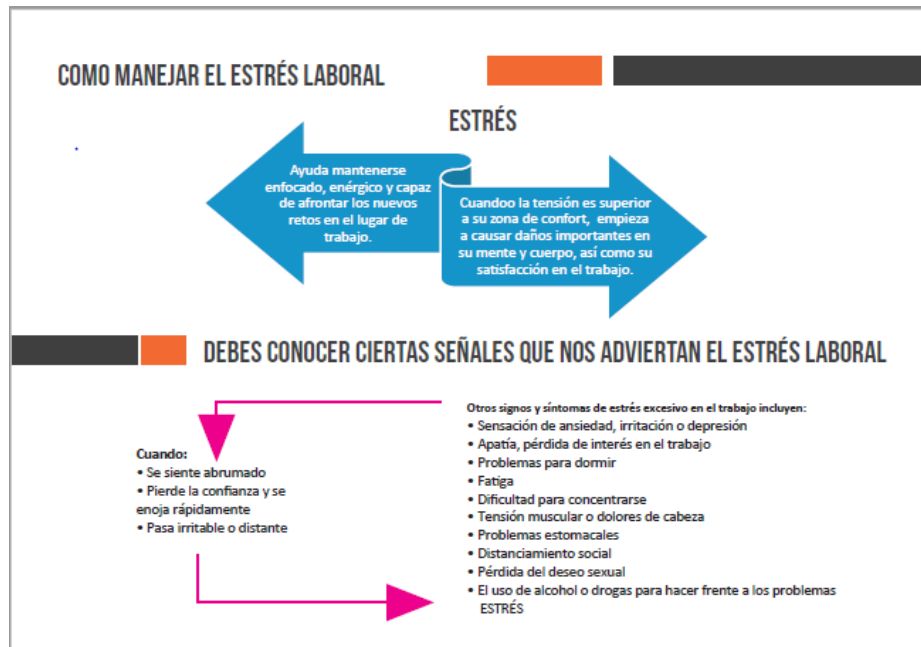 COMO MANEJAR EL ESTRÉS LABORAL
ESTRÉS
Ayuda mantenerse
enfocado, enérgico y capaz
de afrontar los nuevos
retos en el lugar de
trabajo.
Cuandoo la tensión es superior
a su zona de confort, empieza
a causar daños importantes en
su mente y cuerpo, así como su
satisfacción en el trabajo.
DEBES CONOCER CIERTAS SEÑALES QUE NOS ADVIERTAN EL ESTRÉS LABORAL
Cuando:
• Se siente abrumado
• Pierde la confianza y se
enoja rápidamente
• Pasa irritable o distante
Otros signos y síntomas de estrés excesivo en el trabajo incluyen:
• Sensación de ansiedad, irritación o depresión
• Apatía, pérdida de interés en el trabajo
• Problemas para dormir
• Fatiga
• Dificultad para concentrarse
• Tensión muscular o dolores de cabeza
• Problemas estomacales
• Distanciamiento social
• Pérdida del deseo sexual
• El uso de alcohol o drogas para hacer frente a los problemas
ESTRÉS